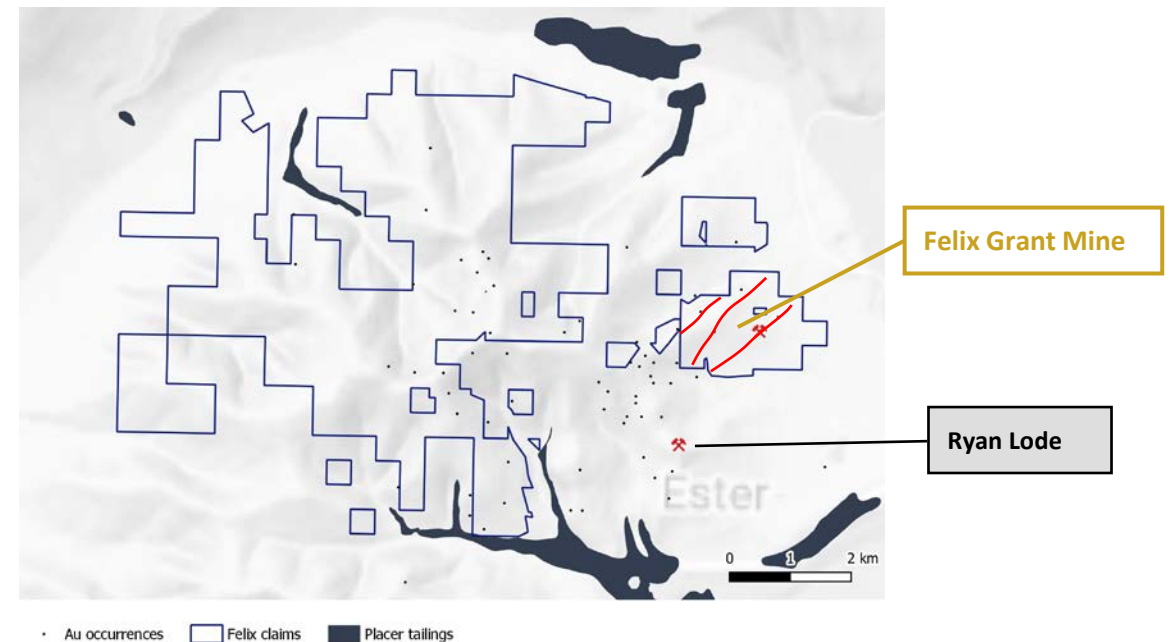 Felix Grant Mine
Ryan Lode
Ester
0 1 2 km
Au occurrences Felix claims Placer tailings